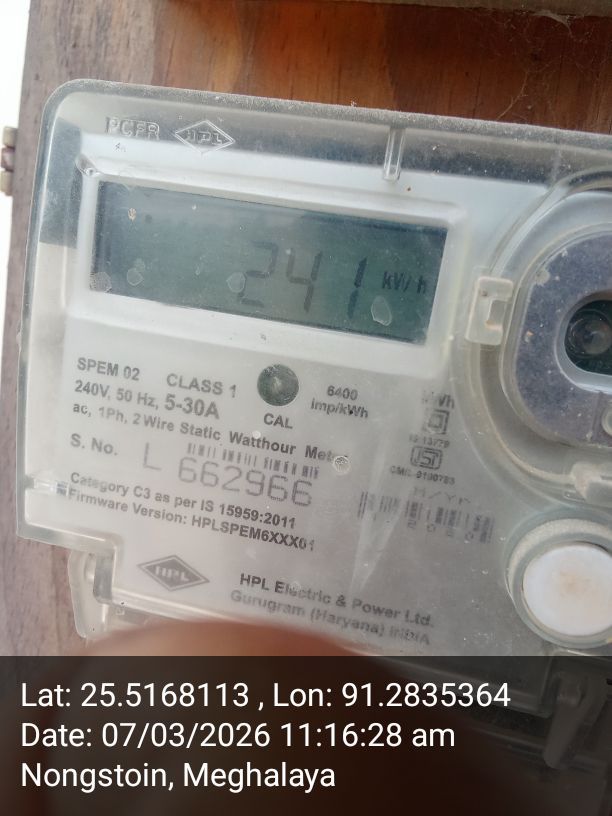 PCFR HPL
241 kW/h
SPEM 02 CLASS 1
240V, 50 Hz, 5-30A
CAL
6400
imp/kWh
ac, 1Ph, 2 Wire Static Watthour
S. No. L 662966
Category C3 as per IS 15959:2011
Firmware Version: HPLSPEM6XXX01
HPL
HPL Electric & Power Ltd.
Gurugram (Haryana) INDIA
Lat: 25.5168113 , Lon: 91.2835364
Date: 07/03/2026 11:16:28 am
Nongstoin, Meghalaya